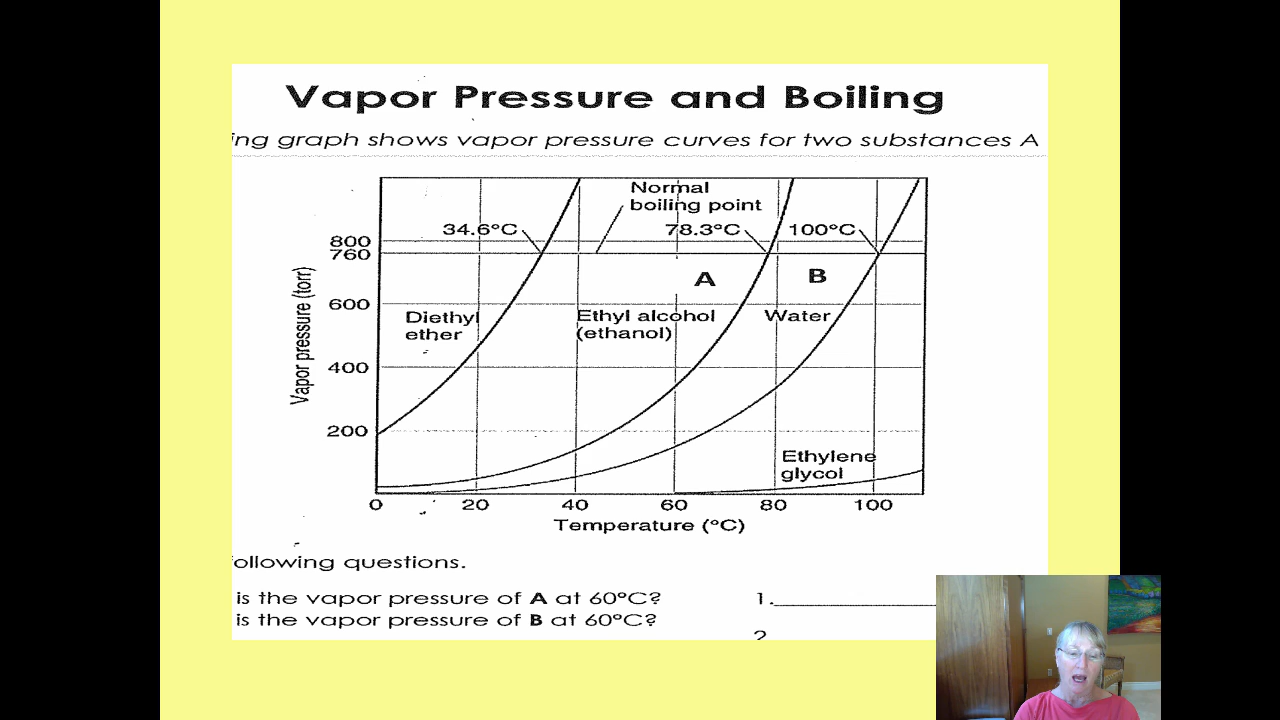 Vapor Pressure and Boiling
ing graph shows vapor pressure curves for two substances A
Normal
boiling point
34.6°C
78.3°C
100°C
800
760
A
B
600
Diethyl
ether
Ethyl alcohol
(ethanol)
Water
Vapor pressure (torr)
400
200
Ethylene
glycol
0
20
40
60
80
100
Temperature (°C)
following questions.
is the vapor pressure of A at 60°C?
1.
is the vapor pressure of B at 60°C?
2